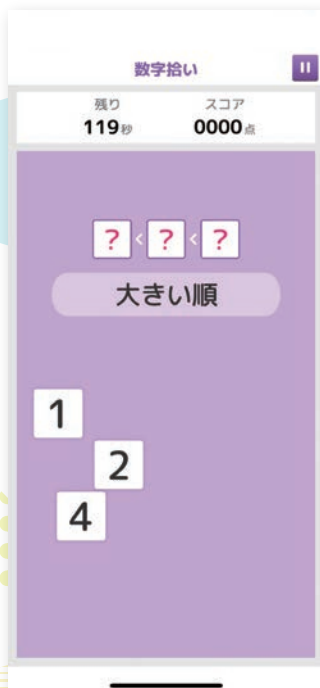 数字拾い
残り スコア
119秒 0000点
? < ? < ?
大きい順
1
2
4